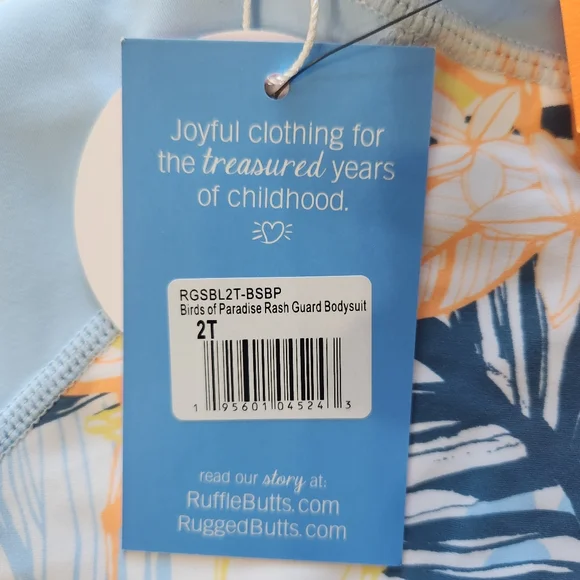 Joyful clothing for
the treasured years
of childhood.
RGSBL2T-BSBP
Birds of Paradise Rash Guard Bodysuit
2T
1 95601 04524 3
read our story at:
RuffleButts.com
RuggedButts.com